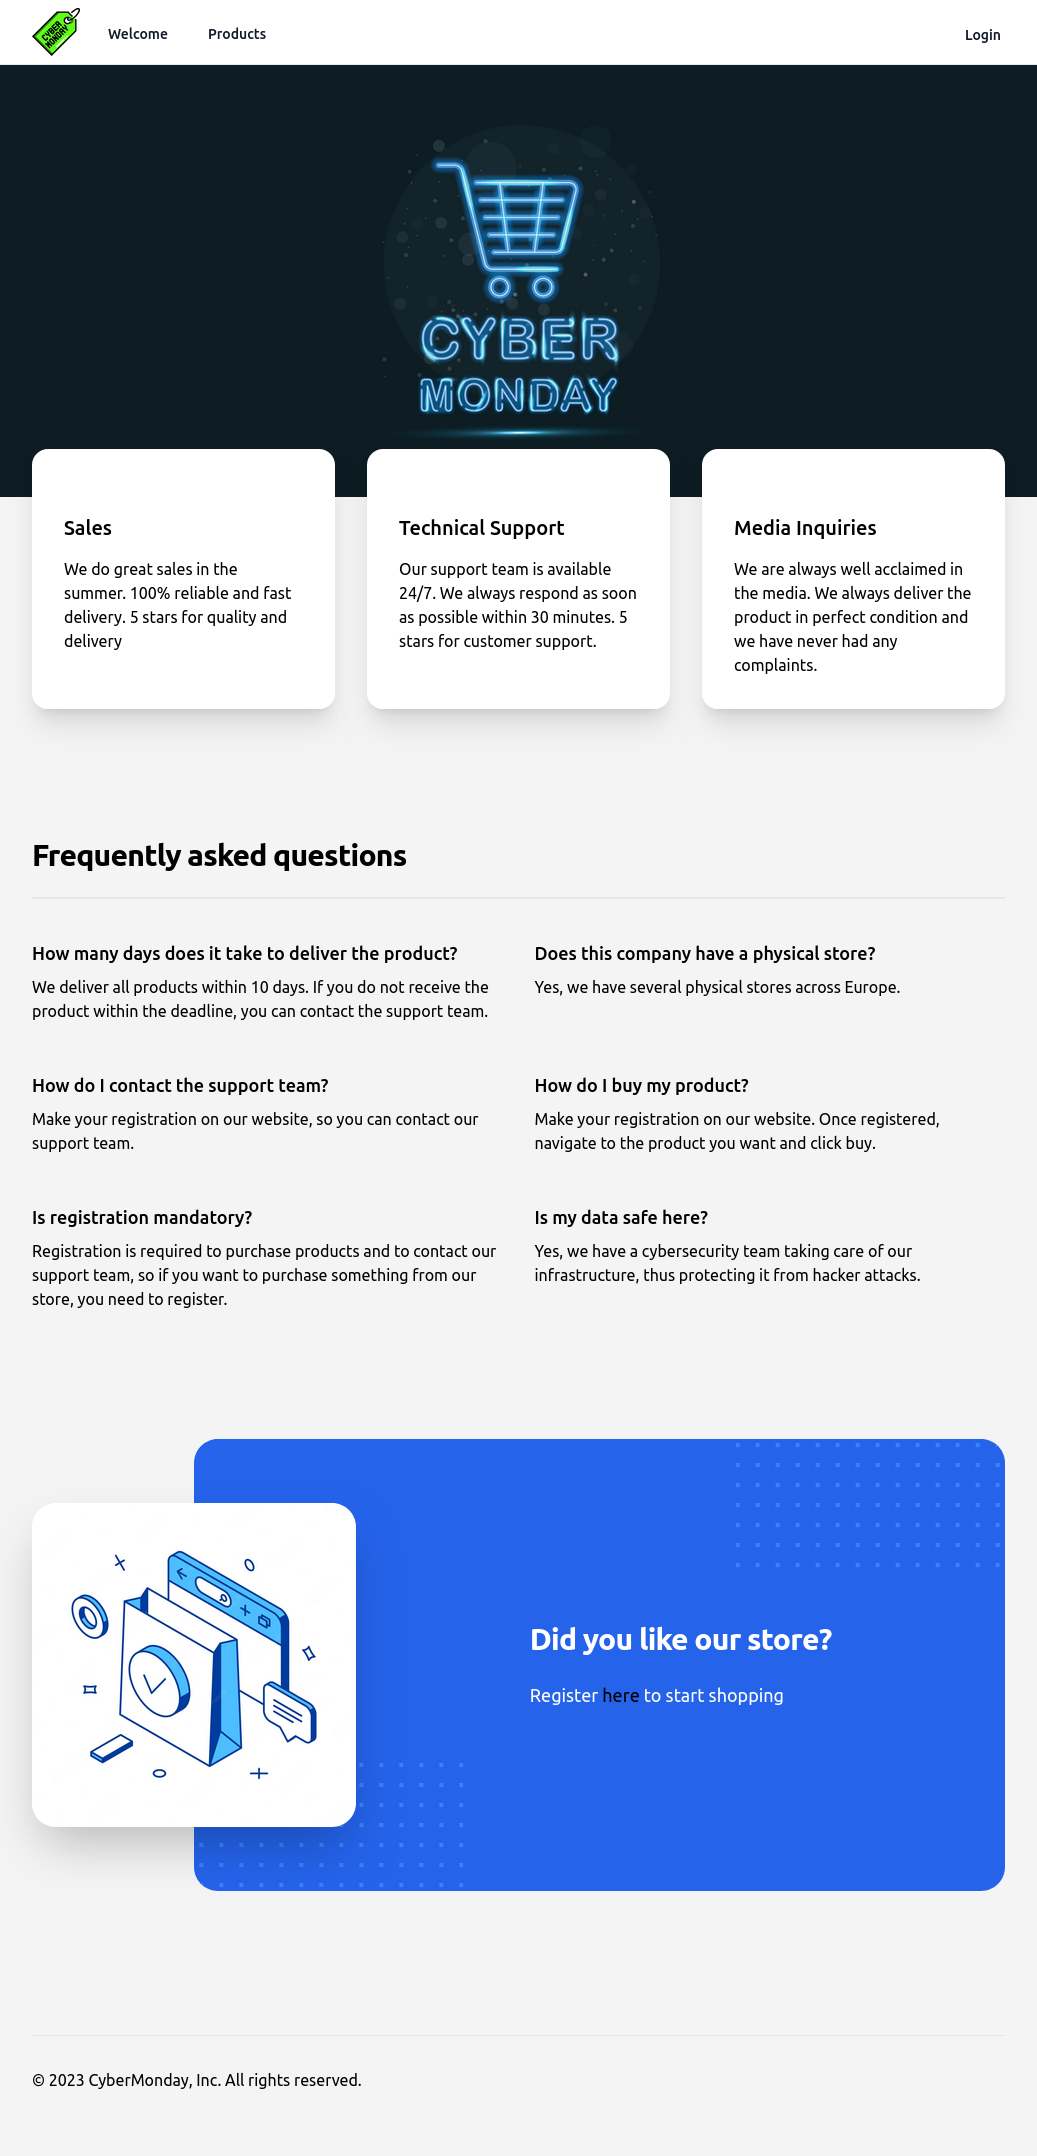 CYBER
MONDAY
Welcome
Products
Login
CYBER
MONDAY
Sales
We do great sales in the
summer. 100% reliable and fast
delivery. 5 stars for quality and
delivery
Technical Support
Our support team is available
24/7. We always respond as soon
as possible within 30 minutes. 5
stars for customer support.
Media Inquiries
We are always well acclaimed in
the media. We always deliver the
product in perfect condition and
we have never had any
complaints.
Frequently asked questions
How many days does it take to deliver the product?
We deliver all products within 10 days. If you do not receive the
product within the deadline, you can contact the support team.
Does this company have a physical store?
Yes, we have several physical stores across Europe.
How do I contact the support team?
Make your registration on our website, so you can contact our
support team.
How do I buy my product?
Make your registration on our website. Once registered,
navigate to the product you want and click buy.
Is registration mandatory?
Registration is required to purchase products and to contact our
support team, so if you want to purchase something from our
store, you need to register.
Is my data safe here?
Yes, we have a cybersecurity team taking care of our
infrastructure, thus protecting it from hacker attacks.
Did you like our store?
Register here to start shopping
© 2023 CyberMonday, Inc. All rights reserved.